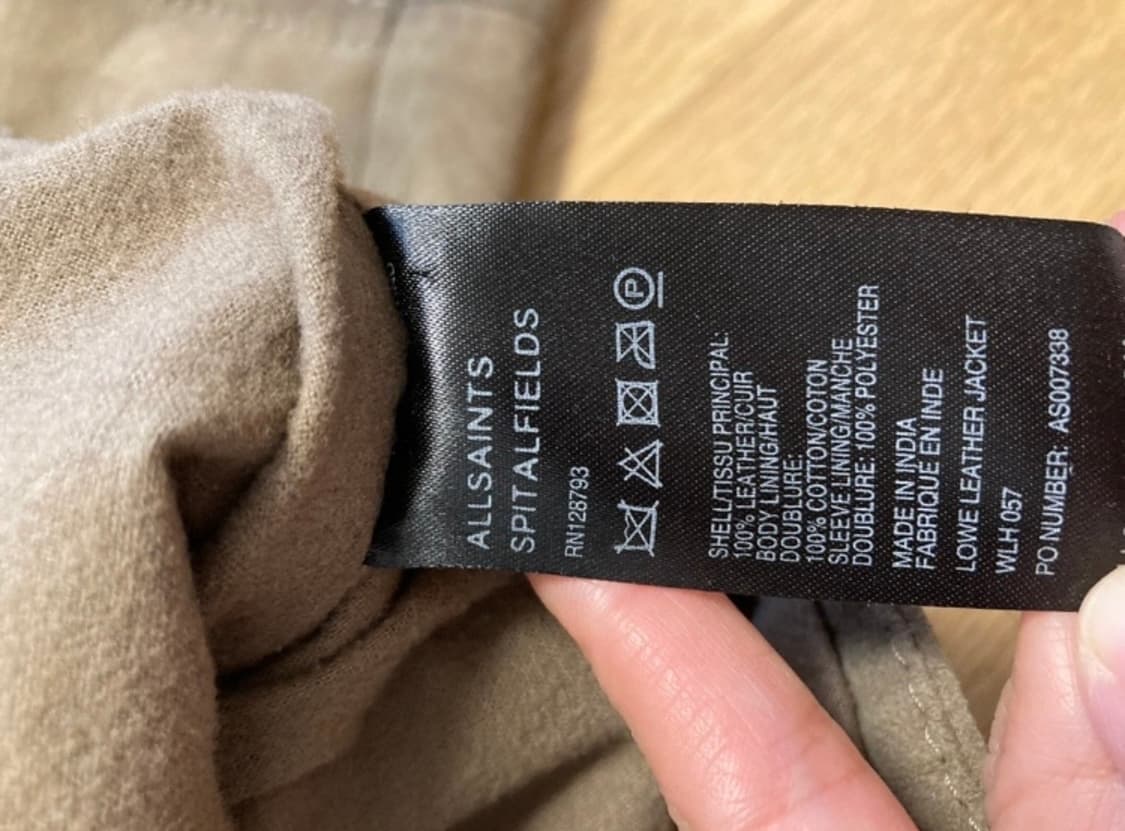 ALLSAINTS
SPITALFIELDS
RN128793
P
SHELL/TISSU PRINCIPAL:
100% LEATHER/CUIR
BODY LINING/HAUT
DOUBLURE:
100% COTTON/COTON
SLEEVE LINING/MANCHE
DOUBLURE: 100% POLYESTER
MADE IN INDIA
FABRIQUE EN INDE
LOWE LEATHER JACKET
WLH 057
PO NUMBER: AS007338